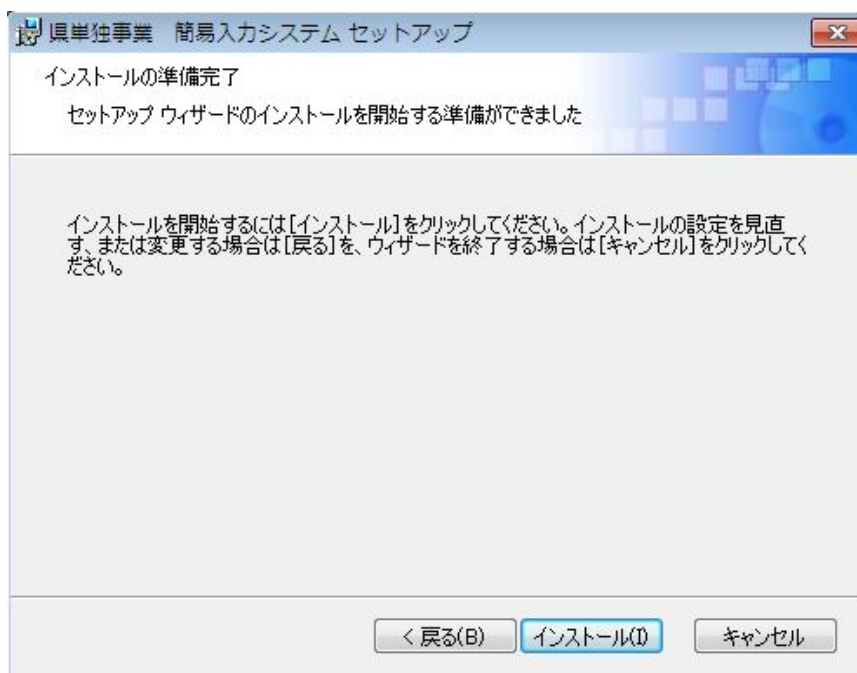 県単独事業　簡易入力システム セットアップ
インストールの準備完了
セットアップ ウィザードのインストールを開始する準備ができました
インストールを開始するには[インストール]をクリックしてください。インストールの設定を見直
す、または変更する場合は[戻る]を、ウィザードを終了する場合は[キャンセル]をクリックしてく
ださい。
< 戻る(B) インストール(I) キャンセル